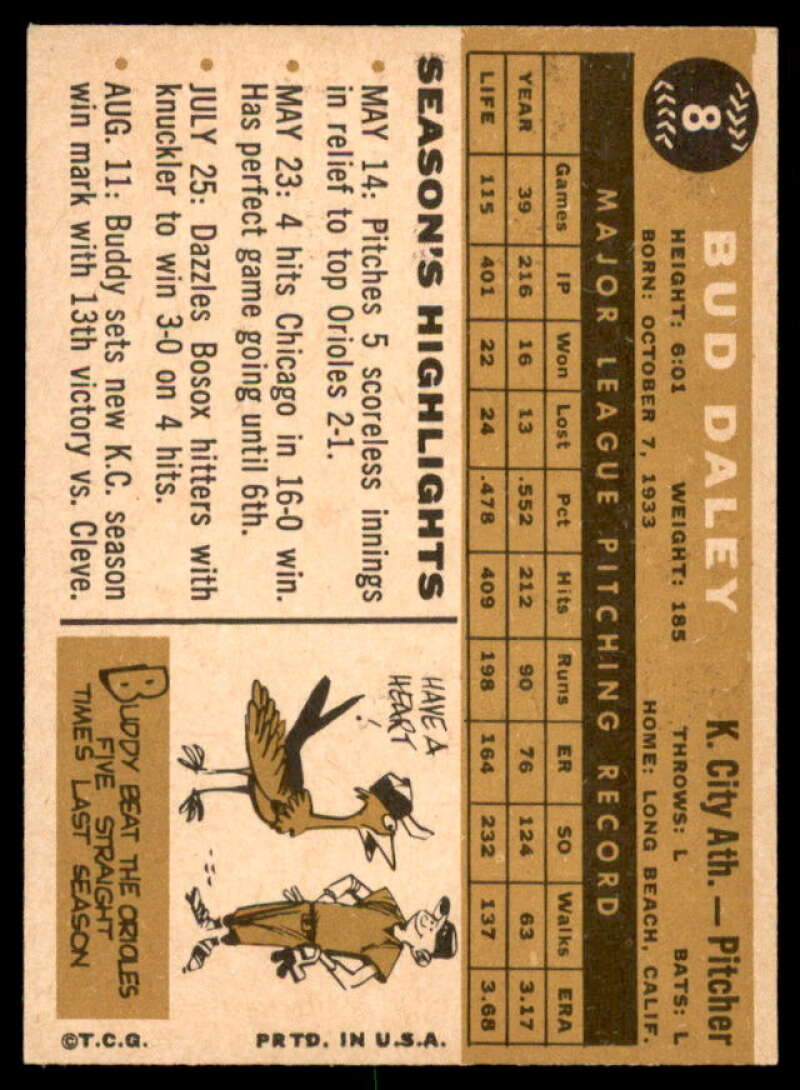 8
BUD DALEY
K. City Ath. — Pitcher
HEIGHT: 6:01 WEIGHT: 185 THROWS: L BATS: L
BORN: OCTOBER 7, 1933 HOME: LONG BEACH, CALIF.
MAJOR LEAGUE PITCHING RECORD
Games IP Won Lost Pct Hits Runs ER SO Walks ERA
YEAR 39 216 16 13 .552 212 90 76 124 63 3.17
LIFE 115 401 22 24 .478 409 198 164 232 137 3.68
SEASON'S HIGHLIGHTS
• MAY 14: Pitches 5 scoreless innings
in relief to top Orioles 2-1.
• MAY 23: 4 hits Chicago in 16-0 win.
Has perfect game going until 6th.
• JULY 25: Dazzles Bosox hitters with
knuckler to win 3-0 on 4 hits.
• AUG. 11: Buddy sets new K.C. season
win mark with 13th victory vs. Cleve.
HAVE A
HEART!
BUDDY BEAT THE ORIOLES
FIVE STRAIGHT
TIMES LAST SEASON
©T.C.G. PRTD. IN U.S.A.